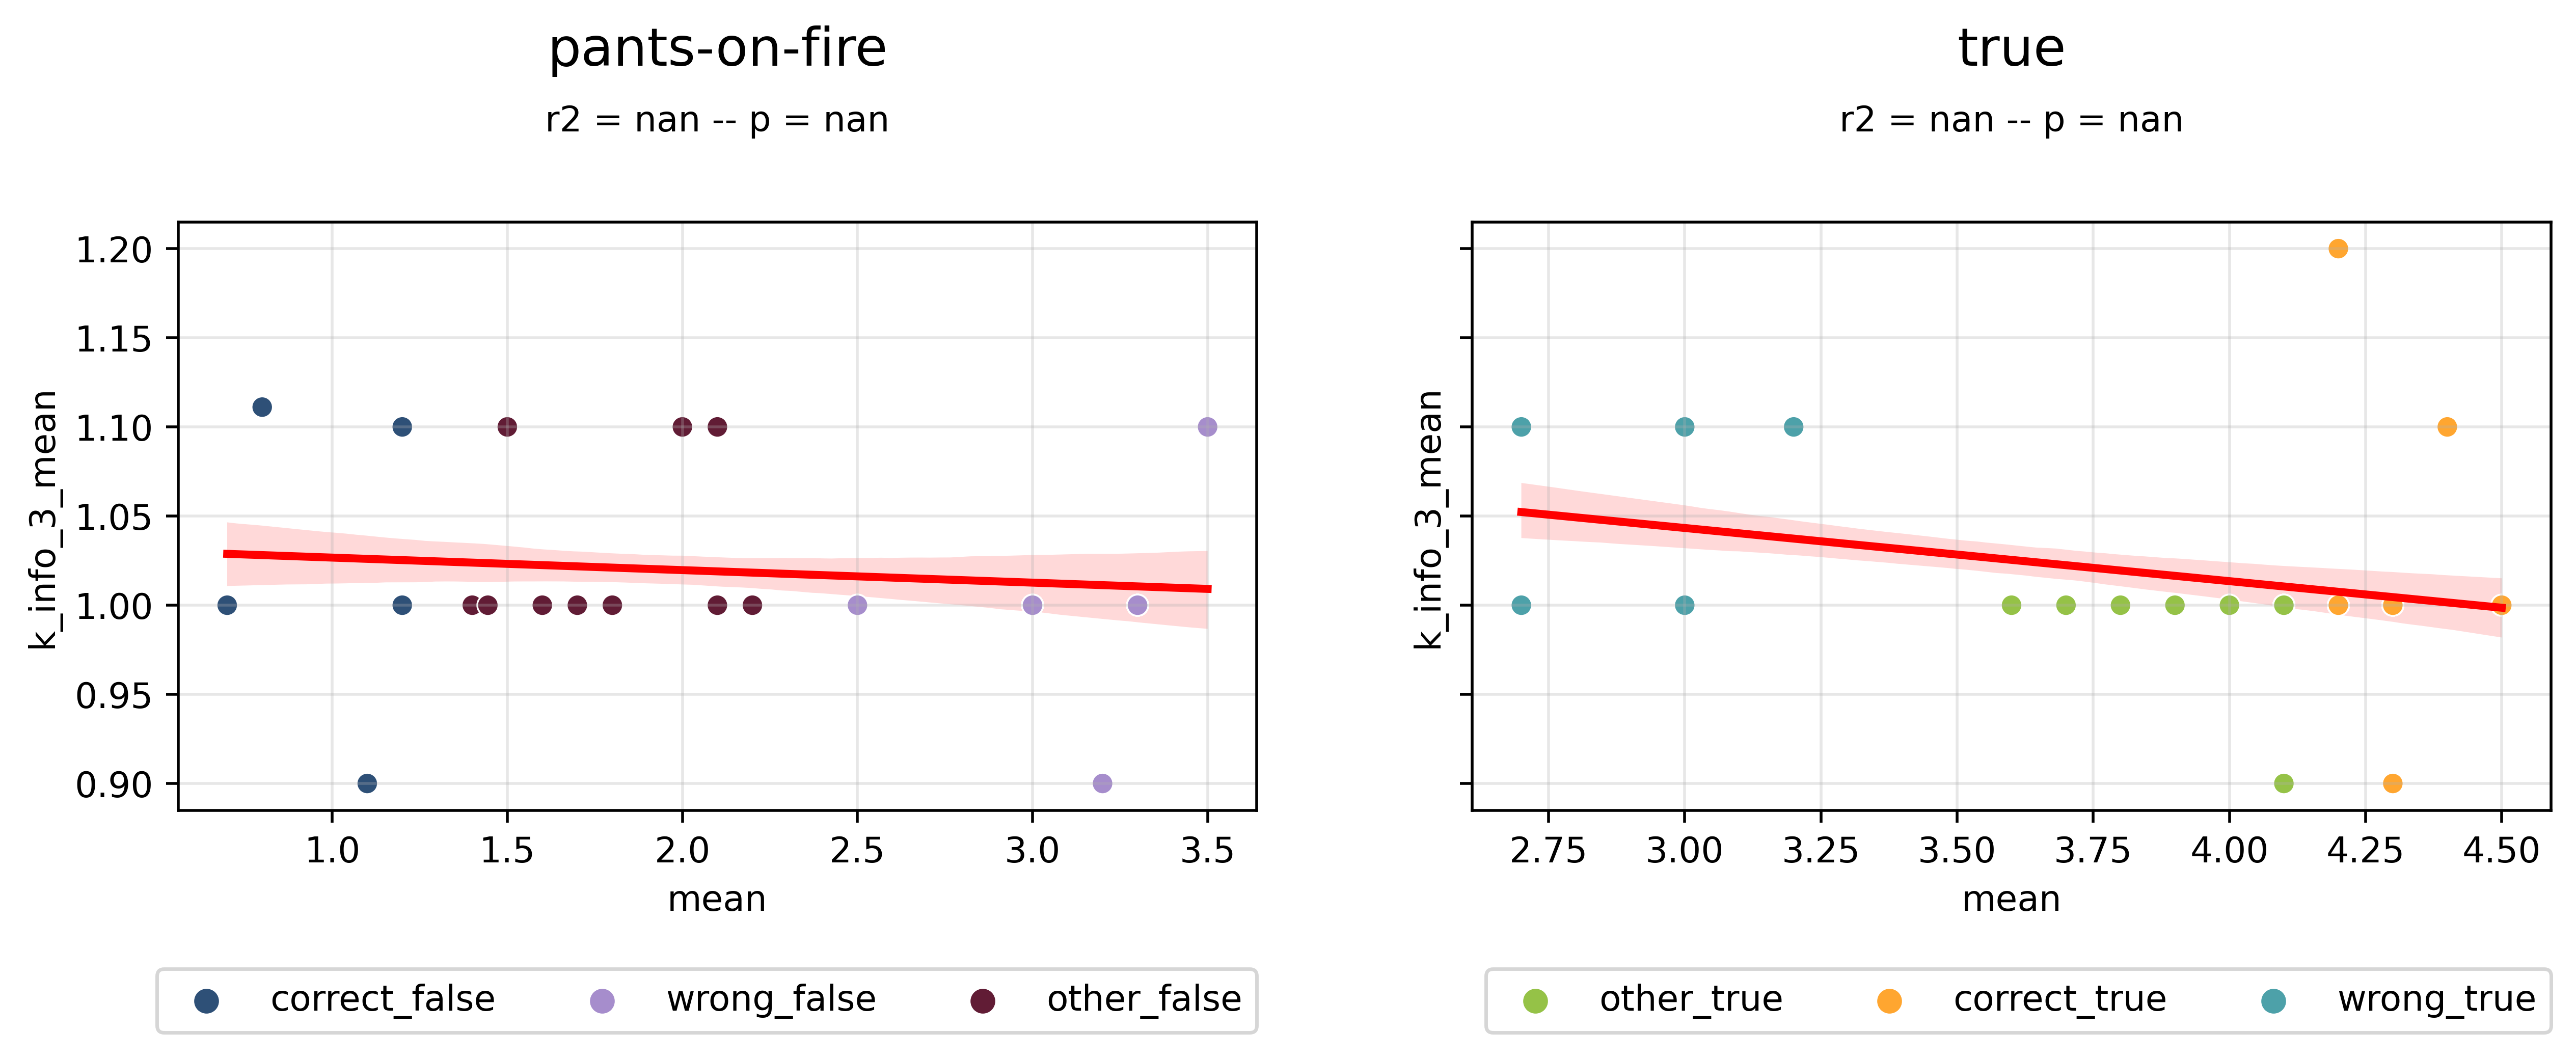 pants-on-fire
r2 = nan -- p = nan
k_info_3_mean
1.20
1.15
1.10
1.05
1.00
0.95
0.90
1.0 1.5 2.0 2.5 3.0 3.5
mean
correct_false wrong_false other_false
true
r2 = nan -- p = nan
k_info_3_mean
2.75 3.00 3.25 3.50 3.75 4.00 4.25 4.50
mean
other_true correct_true wrong_true